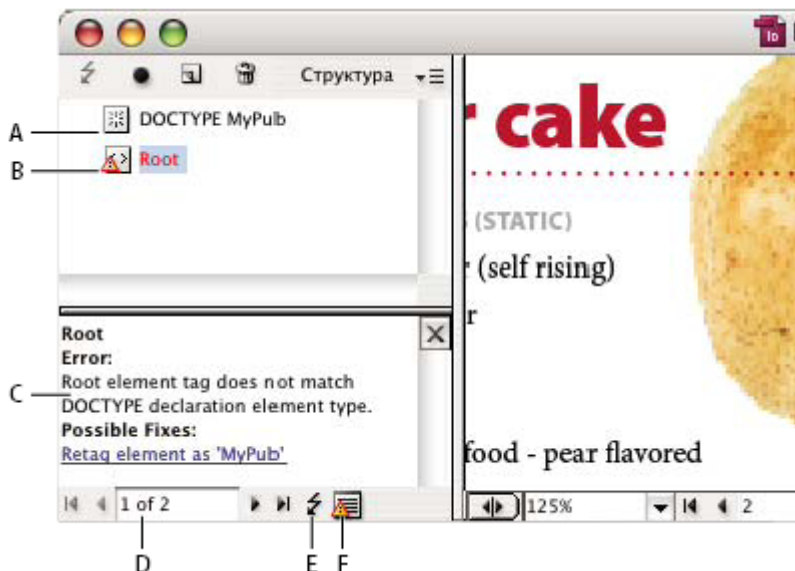 Структура
A
DOCTYPE MyPub
B
Root
r cake
(STATIC)
r (self rising)
r
Root
Error:
C
Root element tag does not match
DOCTYPE declaration element type.
Possible Fixes:
Retag element as 'MyPub'
food - pear flavored
1 of 2
125%
2
D
E
F
Id